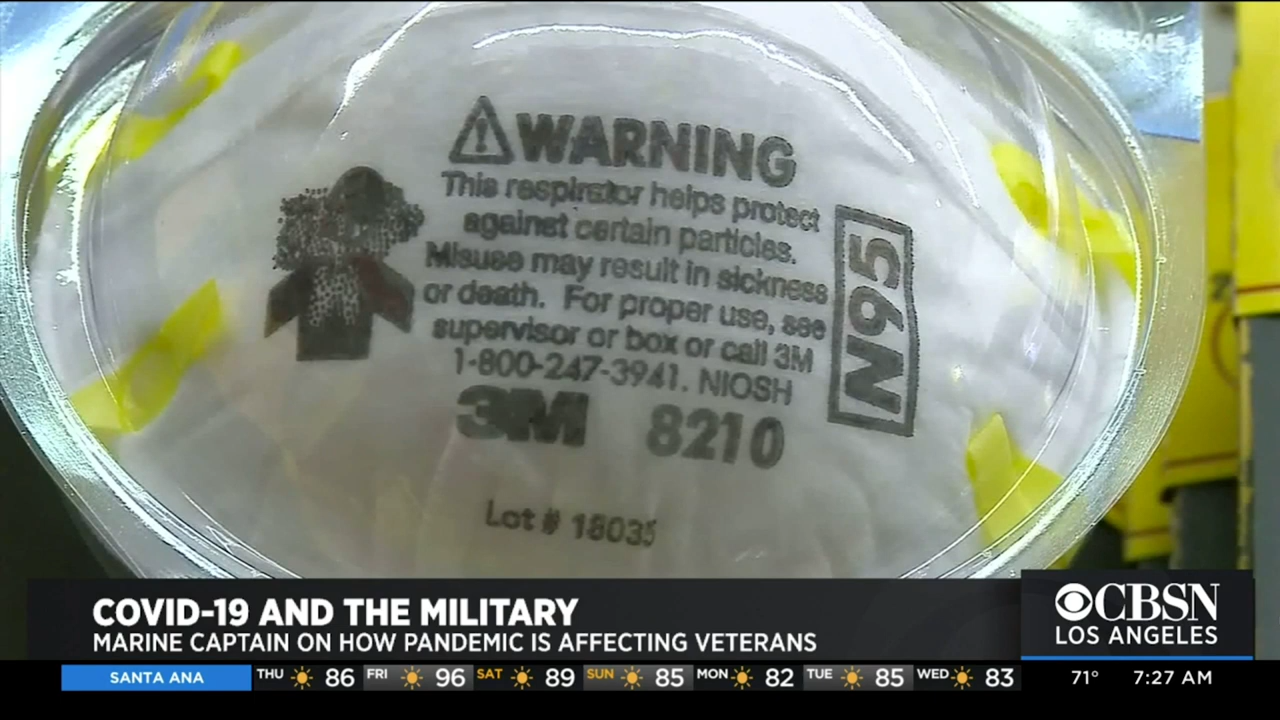 WARNING
This respirator helps protect
against certain particles.
Misuse may result in sickness
or death. For proper use, see
supervisor or box or call 3M
1-800-247-3941. NIOSH
3M 8210
N95
Lot # 18035
COVID-19 AND THE MILITARY
MARINE CAPTAIN ON HOW PANDEMIC IS AFFECTING VETERANS
CBSN
LOS ANGELES
SANTA ANA THU 86 FRI 96 SAT 89 SUN 85 MON 82 TUE 85 WED 83 71° 7:27 AM